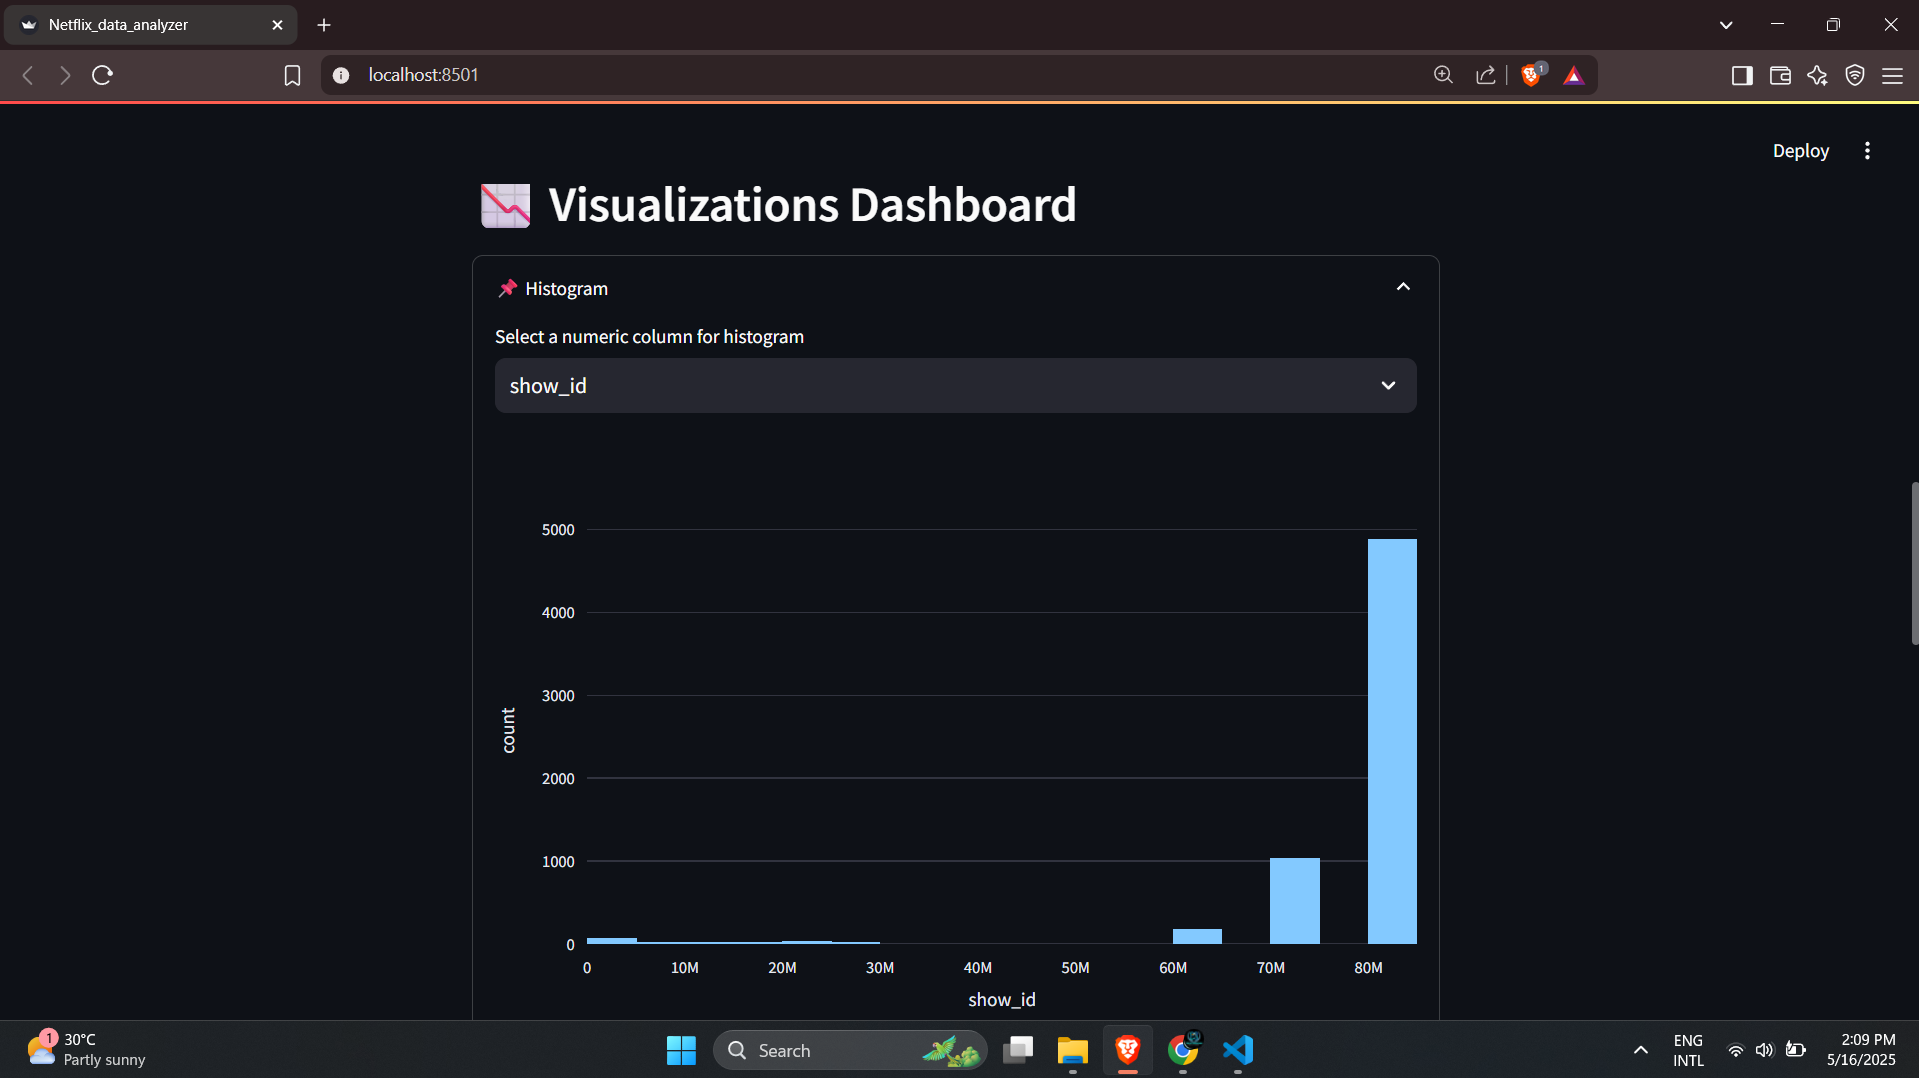 Netflix_data_analyzer
localhost:8501
1
Deploy
Visualizations Dashboard
Histogram
Select a numeric column for histogram
show_id
5000
4000
3000
2000
1000
0
count
0 10M 20M 30M 40M 50M 60M 70M 80M
show_id
1
30°C
Partly sunny
Search
ENG
INTL
2:09 PM
5/16/2025